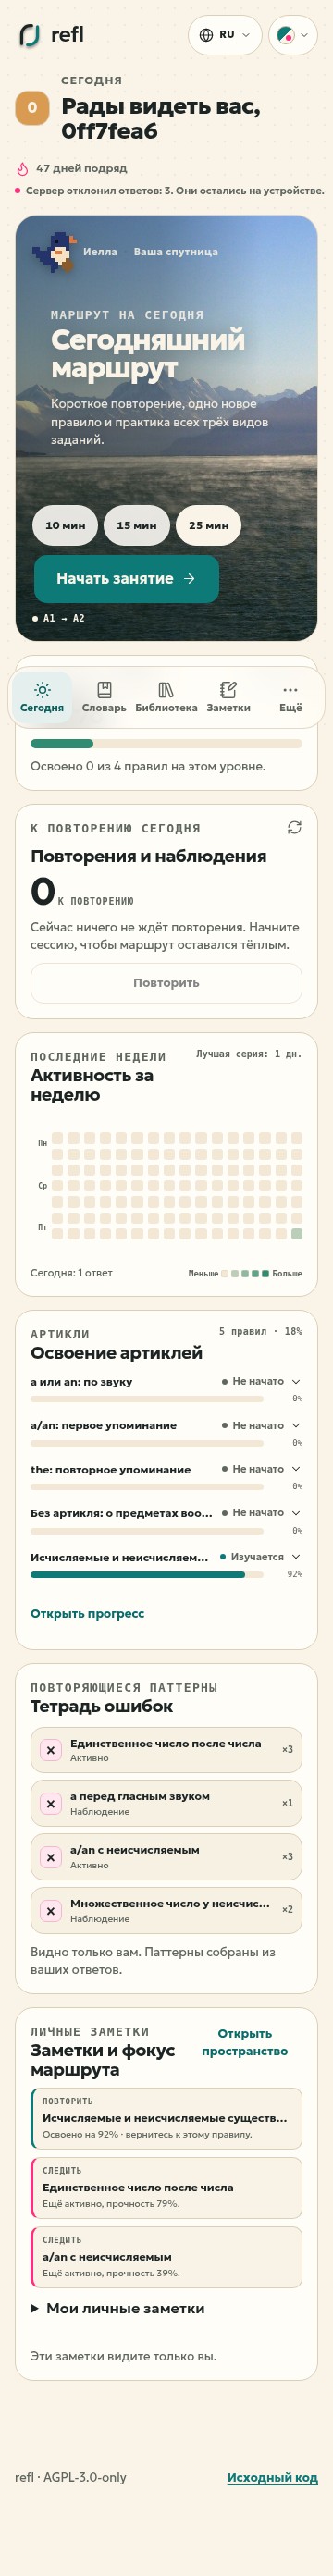 refl
RU
СЕГОДНЯ
0
Рады видеть вас,
0ff7fea6
47 дней подряд
Сервер отклонил ответов: 3. Они остались на устройстве.
Иелла Ваша спутница
МАРШРУТ НА СЕГОДНЯ
Сегодняшний
маршрут
Короткое повторение, одно новое
правило и практика всех трёх видов
заданий.
10 мин 15 мин 25 мин
Начать занятие →
A1 → A2
Сегодня Словарь Библиотека Заметки Ещё
Освоено 0 из 4 правил на этом уровне.
К ПОВТОРЕНИЮ СЕГОДНЯ
Повторения и наблюдения
0 К ПОВТОРЕНИЮ
Сейчас ничего не ждёт повторения. Начните
сессию, чтобы маршрут оставался тёплым.
Повторить
ПОСЛЕДНИЕ НЕДЕЛИ
Лучшая серия: 1 дн.
Активность за
неделю
Пн
Ср
Пт
Сегодня: 1 ответ
Меньше Больше
АРТИКЛИ
5 правил · 18%
Освоение артиклей
a или an: по звуку Не начато
0%
a/an: первое упоминание Не начато
0%
the: повторное упоминание Не начато
0%
Без артикля: о предметах воо... Не начато
0%
Исчисляемые и неисчисляем... Изучается
92%
Открыть прогресс
ПОВТОРЯЮЩИЕСЯ ПАТТЕРНЫ
Тетрадь ошибок
× Единственное число после числа ×3
Активно
× a перед гласным звуком ×1
Наблюдение
× a/an с неисчисляемым ×3
Активно
× Множественное число у неисчис... ×2
Наблюдение
Видно только вам. Паттерны собраны из
ваших ответов.
ЛИЧНЫЕ ЗАМЕТКИ
Заметки и фокус
маршрута
Открыть
пространство
ПОВТОРИТЬ
Исчисляемые и неисчисляемые существ...
Освоено на 92% · вернитесь к этому правилу.
СЛЕДИТЬ
Единственное число после числа
Ещё активно, прочность 79%.
СЛЕДИТЬ
a/an с неисчисляемым
Ещё активно, прочность 39%.
Мои личные заметки
Эти заметки видите только вы.
refl · AGPL-3.0-only
Исходный код